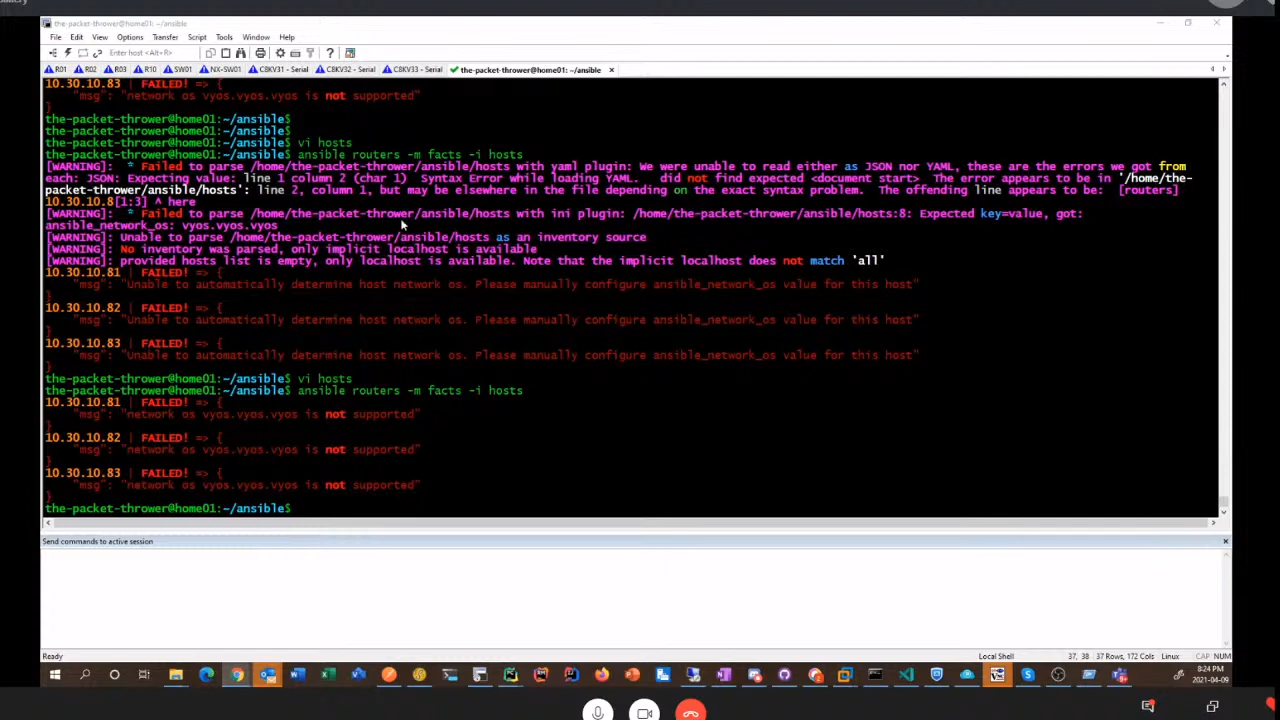 the-packet-thrower@home01: ~/ansible
File Edit View Options Transfer Script Tools Window Help
Enter host <Alt+R>
R01 R02 R03 R10 SW01 NX-SW01 C8KV31 - Serial C8KV32 - Serial C8KV33 - Serial the-packet-thrower@home01: ~/ansible
10.30.10.83 | FAILED! => {
"msg": "network os vyos.vyos.vyos is not supported"
}
the-packet-thrower@home01:~/ansible$
the-packet-thrower@home01:~/ansible$
the-packet-thrower@home01:~/ansible$ vi hosts
the-packet-thrower@home01:~/ansible$ ansible routers -m facts -i hosts
[WARNING]:  * Failed to parse /home/the-packet-thrower/ansible/hosts with yaml plugin: We were unable to read either as JSON nor YAML, these are the errors we got from
each: JSON: Expecting value: line 1 column 2 (char 1)  Syntax Error while loading YAML.   did not find expected <document start>  The error appears to be in '/home/the-
packet-thrower/ansible/hosts': line 2, column 1, but may be elsewhere in the file depending on the exact syntax problem.  The offending line appears to be:  [routers]
10.30.10.8[1:3] ^ here
[WARNING]:  * Failed to parse /home/the-packet-thrower/ansible/hosts with ini plugin: /home/the-packet-thrower/ansible/hosts:8: Expected key=value, got:
ansible_network_os: vyos.vyos.vyos
[WARNING]: Unable to parse /home/the-packet-thrower/ansible/hosts as an inventory source
[WARNING]: No inventory was parsed, only implicit localhost is available
[WARNING]: provided hosts list is empty, only localhost is available. Note that the implicit localhost does not match 'all'
10.30.10.81 | FAILED! => {
"msg": "Unable to automatically determine host network os. Please manually configure ansible_network_os value for this host"
}
10.30.10.82 | FAILED! => {
"msg": "Unable to automatically determine host network os. Please manually configure ansible_network_os value for this host"
}
10.30.10.83 | FAILED! => {
"msg": "Unable to automatically determine host network os. Please manually configure ansible_network_os value for this host"
}
the-packet-thrower@home01:~/ansible$ vi hosts
the-packet-thrower@home01:~/ansible$ ansible routers -m facts -i hosts
10.30.10.81 | FAILED! => {
"msg": "network os vyos.vyos.vyos is not supported"
}
10.30.10.82 | FAILED! => {
"msg": "network os vyos.vyos.vyos is not supported"
}
10.30.10.83 | FAILED! => {
"msg": "network os vyos.vyos.vyos is not supported"
}
the-packet-thrower@home01:~/ansible$
Send commands to active session
Ready Local Shell 37, 38 37 Rows, 172 Cols Linux CAP NUM
8:24 PM
2021-04-09